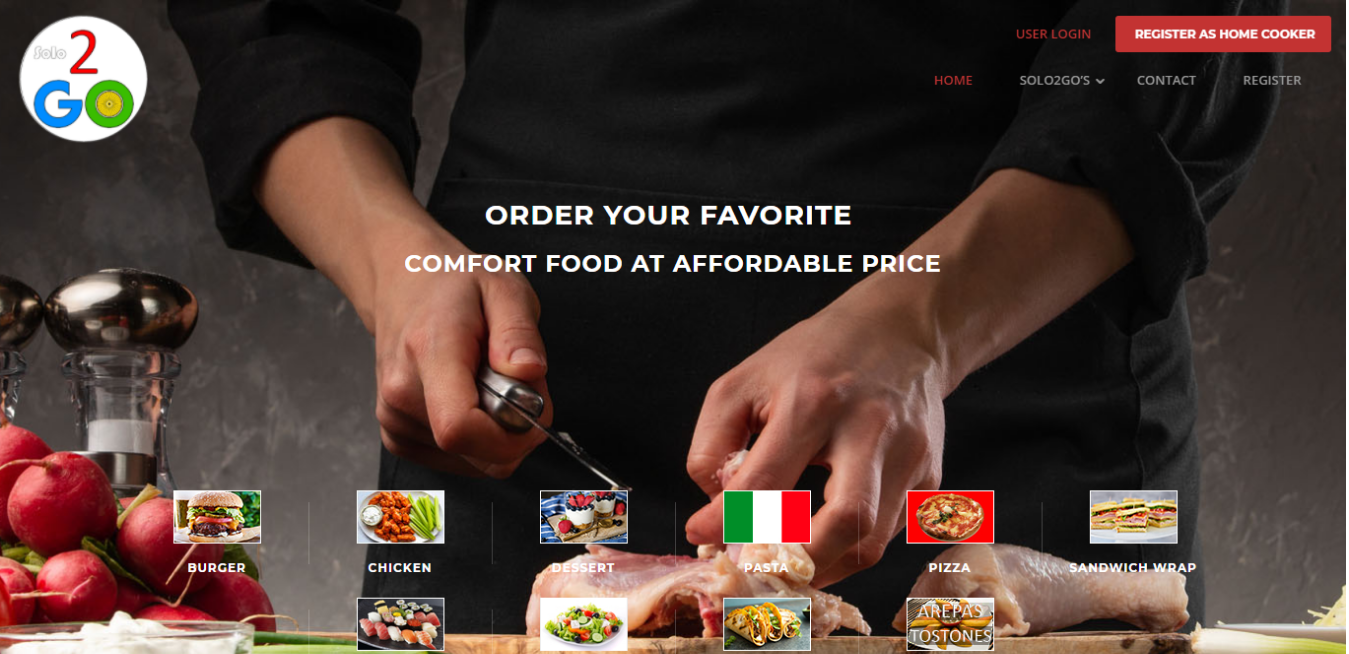 Solo 2
GO
USER LOGIN
REGISTER AS HOME COOKER
HOME
SOLO2GO'S
CONTACT
REGISTER
ORDER YOUR FAVORITE
COMFORT FOOD AT AFFORDABLE PRICE
BURGER
CHICKEN
DESSERT
PASTA
PIZZA
SANDWICH WRAP
AREPAS
TOSTONES